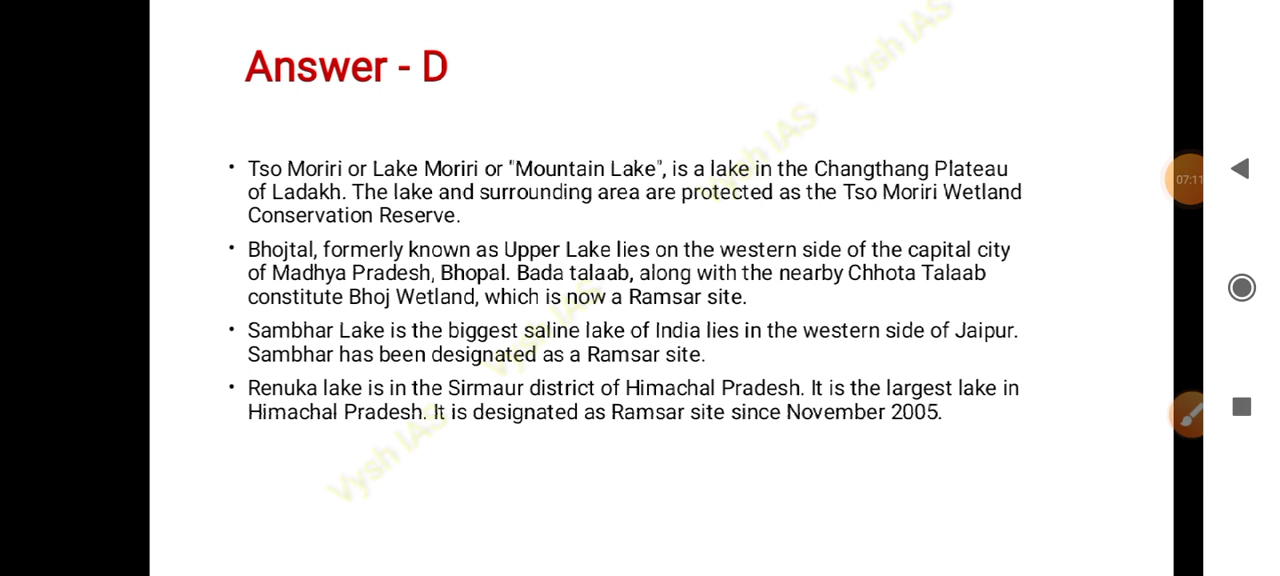 Answer - D
• Tso Moriri or Lake Moriri or "Mountain Lake", is a lake in the Changthang Plateau
of Ladakh. The lake and surrounding area are protected as the Tso Moriri Wetland
Conservation Reserve.
• Bhojtal, formerly known as Upper Lake lies on the western side of the capital city
of Madhya Pradesh, Bhopal. Bada talaab, along with the nearby Chhota Talaab
constitute Bhoj Wetland, which is now a Ramsar site.
• Sambhar Lake is the biggest saline lake of India lies in the western side of Jaipur.
Sambhar has been designated as a Ramsar site.
• Renuka lake is in the Sirmaur district of Himachal Pradesh. It is the largest lake in
Himachal Pradesh. It is designated as Ramsar site since November 2005.
Vysh IAS
Vysh IAS
Vysh IAS
Vysh IAS
07:11